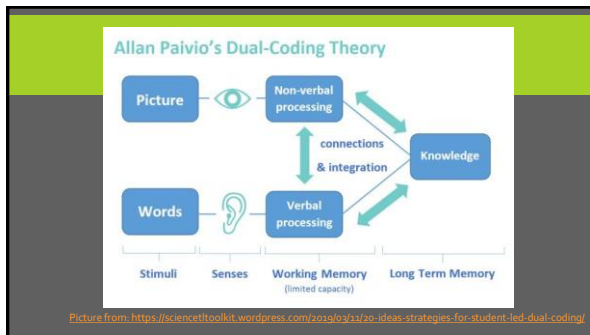 Allan Paivio's Dual-Coding Theory
Picture
Non-verbal
processing
connections
& integration
Knowledge
Words
Verbal
processing
Stimuli
Senses
Working Memory
(limited capacity)
Long Term Memory
Picture from: https://sciencetltoolkit.wordpress.com/2019/03/11/20-ideas-strategies-for-student-led-dual-coding/